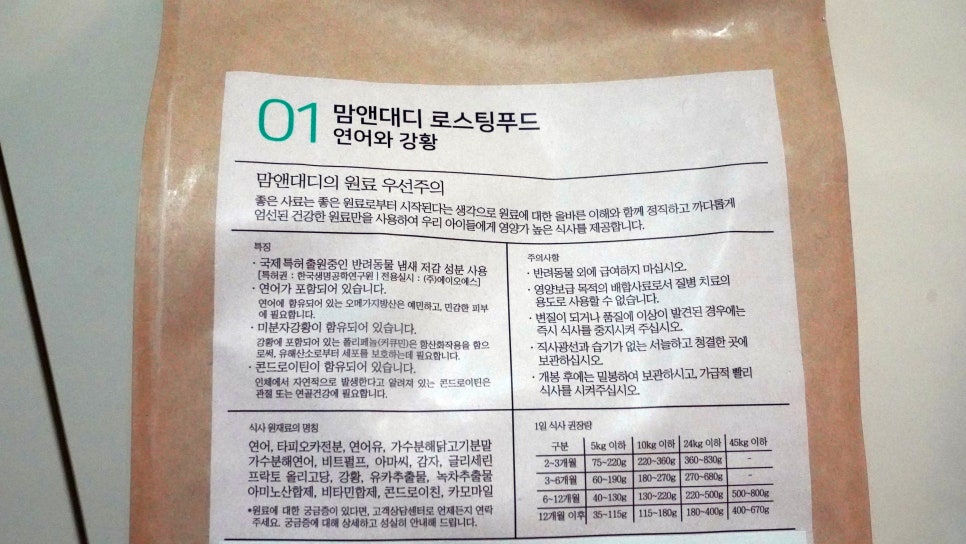 01 맘앤대디 로스팅푸드
연어와 강황
맘앤대디의 원료 우선주의
좋은 사료는 좋은 원료로부터 시작된다는 생각으로 원료에 대한 올바른 이해와 함께 정직하고 까다롭게
엄선된 건강한 원료만을 사용하여 우리 아이들에게 영양가 높은 식사를 제공합니다.
특징
· 국제 특허 출원중인 반려동물 냄새 저감 성분 사용
[특허권 : 한국생명공학연구원 | 전용실시 : (주)에이오에스]
· 연어가 포함되어 있습니다.
연어에 함유되어 있는 오메가지방산은 예민하고, 민감한 피부
에 필요합니다.
· 미분자강황이 함유되어 있습니다.
강황에 포함되어 있는 폴리페놀(커큐민)은 항산화작용을 함으
로써, 유해산소로부터 세포를 보호하는데 필요합니다.
· 콘드로이틴이 함유되어 있습니다.
인체에서 자연적으로 발생한다고 알려져 있는 콘드로이틴은
관절 또는 연골건강에 필요합니다.
주의사항
· 반려동물 외에 급여하지 마십시오.
· 영양보급 목적의 배합사료로서 질병 치료의
용도로 사용할 수 없습니다.
· 변질이 되거나 품질에 이상이 발견된 경우에는
즉시 식사를 중지시켜 주십시오.
· 직사광선과 습기가 없는 서늘하고 청결한 곳에
보관하십시오.
· 개봉 후에는 밀봉하여 보관하시고, 가급적 빨리
식사를 시켜주십시오.
식사 원재료의 명칭
연어, 타피오카전분, 연어유, 가수분해닭고기분말
가수분해연어, 비트펄프, 아마씨, 감자, 글리세린
프락토 올리고당, 강황, 유카추출물, 녹차추출물
아미노산합제, 비타민합제, 콘드로이친, 카모마일
*원료에 대한 궁금증이 있다면, 고객상담센터로 언제든지 연락
주세요. 궁금증에 대해 상세하고 성실히 안내해 드립니다.
1일 식사 권장량
구분 5kg 이하 10kg 이하 24kg 이하 45kg 이하
2~3개월 75~220g 220~360g 360~830g -
3~6개월 60~190g 180~270g 270~680g -
6~12개월 40~130g 130~220g 220~500g 500~800g
12개월 이후 35~115g 115~180g 180~400g 400~670g